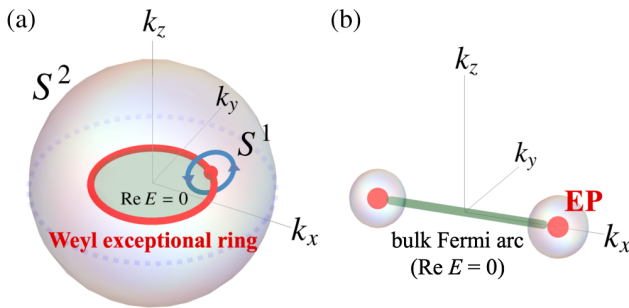 (a)
k_z
S^2
k_y
S^1
Re E = 0
k_x
Weyl exceptional ring
(b)
k_z
k_y
EP
k_x
bulk Fermi arc
(Re E = 0)